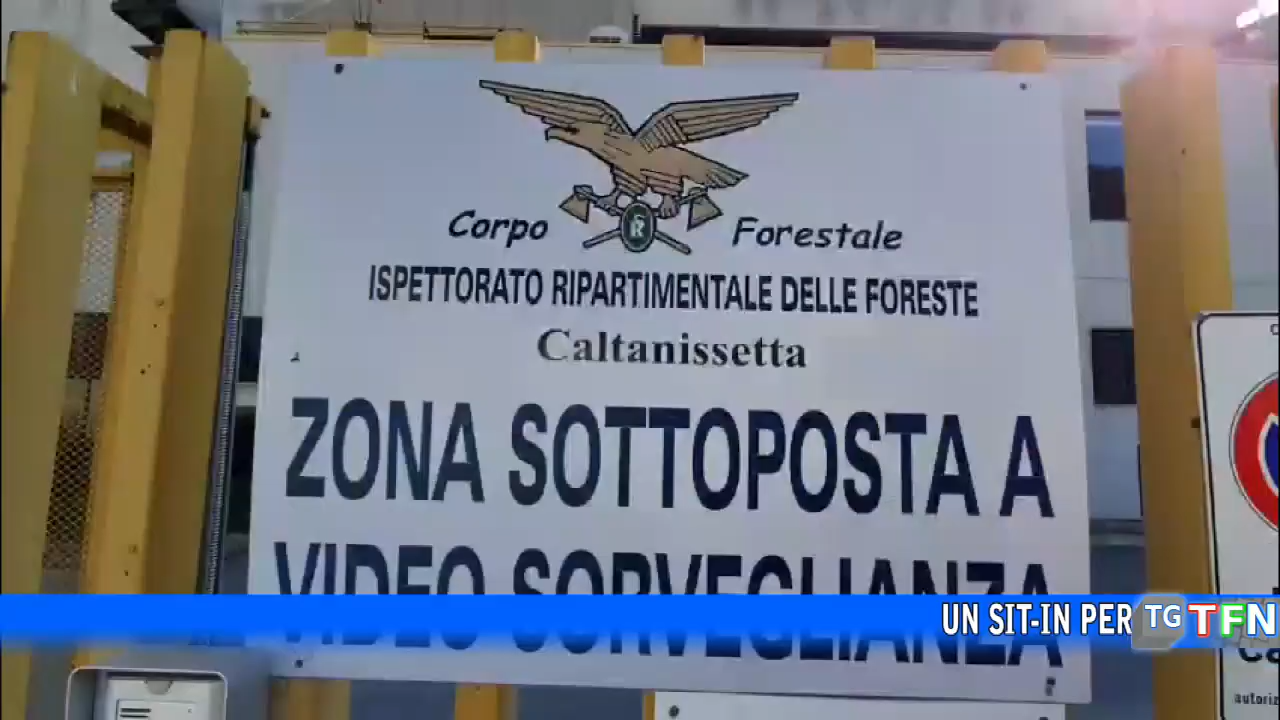 Corpo Forestale
ISPETTORATO RIPARTIMENTALE DELLE FORESTE
Caltanissetta
ZONA SOTTOPOSTA A
VIDEO SORVEGLIANZA
UN SIT-IN PER
TG TFN